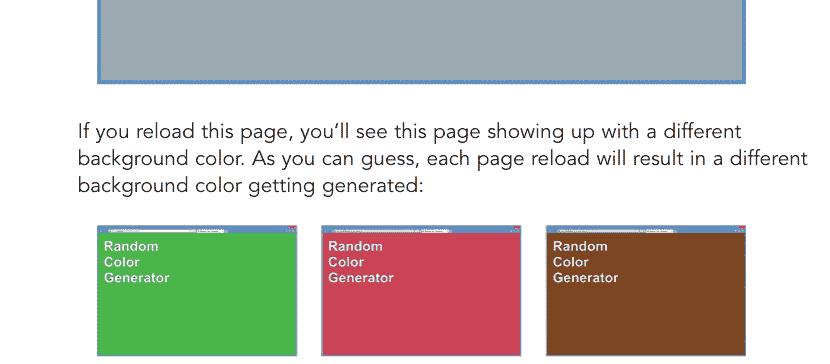 If you reload this page, you’ll see this page showing up with a different
background color. As you can guess, each page reload will result in a different
background color getting generated:
Random
Color
Generator
Random
Color
Generator
Random
Color
Generator